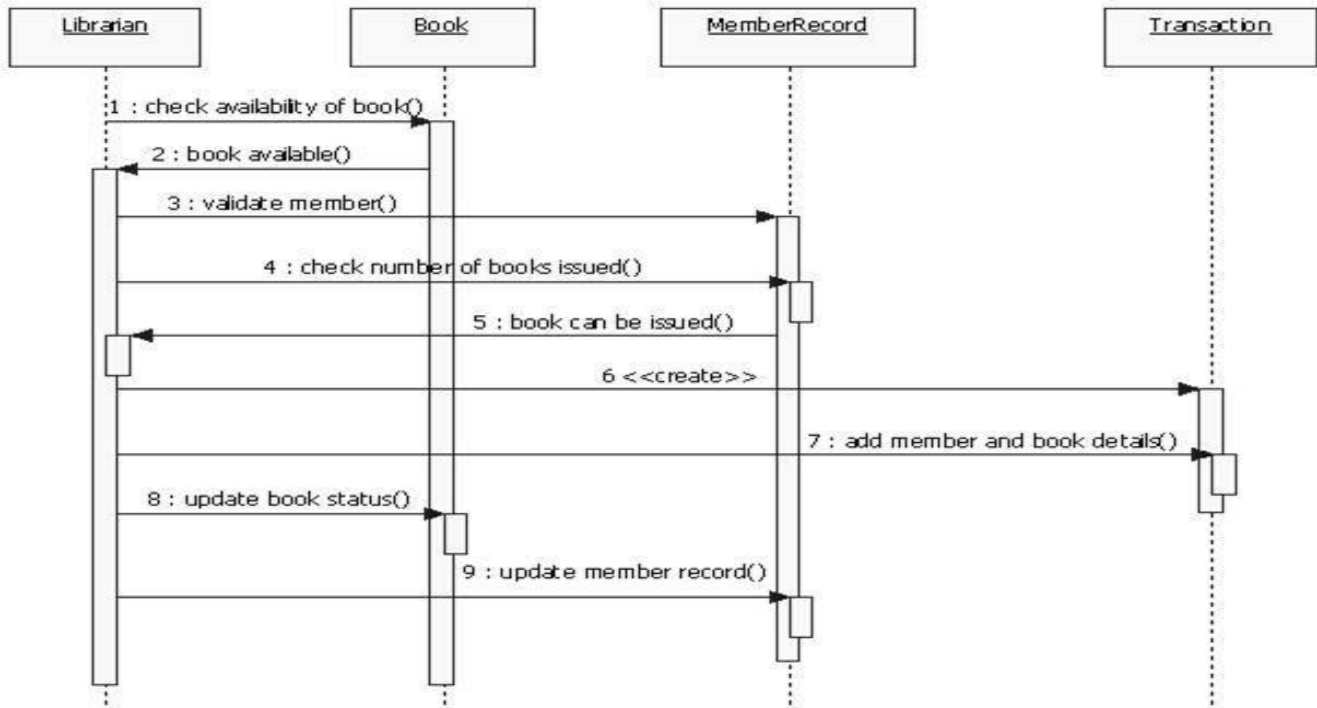 Librarian
Book
MemberRecord
Transaction
1 : check availability of book()
2 : book available()
3 : validate member()
4 : check number of books issued()
5 : book can be issued()
6 <<create>>
7 : add member and book details()
8 : update book status()
9 : update member record()